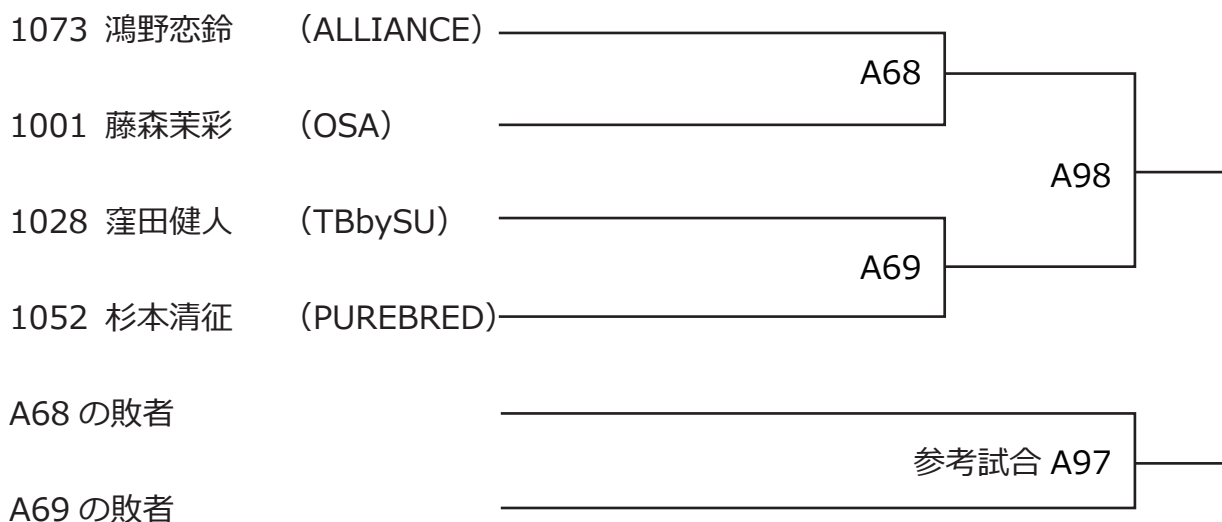 1073 鴻野恋鈴 (ALLIANCE)
A68
1001 藤森茉彩 (OSA)
A98
1028 窪田健人 (TBbySU)
A69
1052 杉本清征 (PUREBRED)
A68 の敗者
参考試合 A97
A69 の敗者